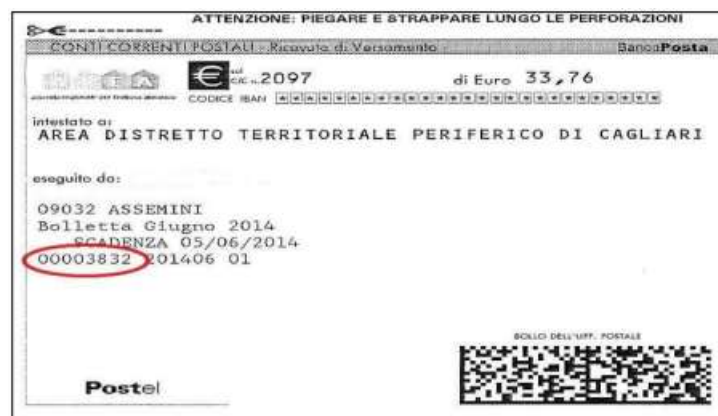 ATTENZIONE: PIEGARE E STRAPPARE LUNGO LE PERFORAZIONI
CONTI CORRENTI POSTALI - Ricevuta di Versamento BancoPosta
€ sul C/C n. 2097 di Euro 33,76
CODICE IBAN * * * * * * * * * * * * * * * * * * * * * * * * * * *
intestato a:
AREA DISTRETTO TERRITORIALE PERIFERICO DI CAGLIARI
eseguito da:
09032 ASSEMINI
Bolletta Giugno 2014
SCADENZA 05/06/2014
00003832 201406 01
BOLLO DELL'UFF. POSTALE
Postel